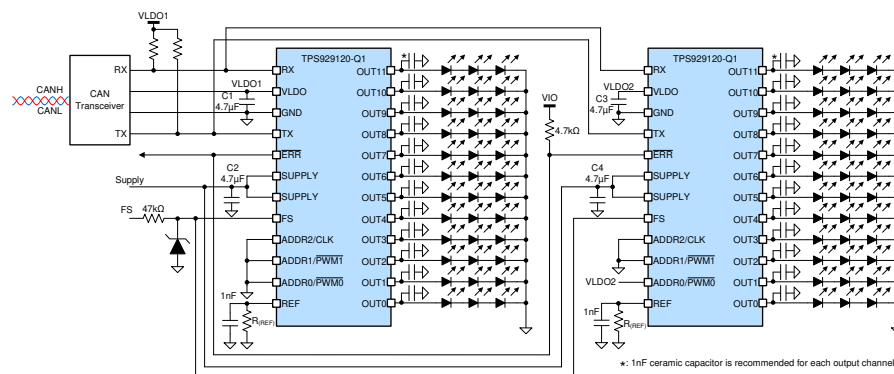 VLDO1
CAN
Transceiver
RX
TX
CANH
CANL
VLDO1
C1
4.7µF
C2
4.7µF
Supply
FS
47kΩ
1nF
R(REF)
TPS929120-Q1
RX
VLDO
GND
TX
ERR
SUPPLY
SUPPLY
FS
ADDR2/CLK
ADDR1/PWM1
ADDR0/PWM0
REF
OUT11
OUT10
OUT9
OUT8
OUT7
OUT6
OUT5
OUT4
OUT3
OUT2
OUT1
OUT0
*
VIO
4.7kΩ
VLDO2
C3
4.7µF
C4
4.7µF
VLDO2
1nF
R(REF)
TPS929120-Q1
RX
VLDO
GND
TX
ERR
SUPPLY
SUPPLY
FS
ADDR2/CLK
ADDR1/PWM1
ADDR0/PWM0
REF
OUT11
OUT10
OUT9
OUT8
OUT7
OUT6
OUT5
OUT4
OUT3
OUT2
OUT1
OUT0
*
*: 1nF ceramic capacitor is recommended for each output channel